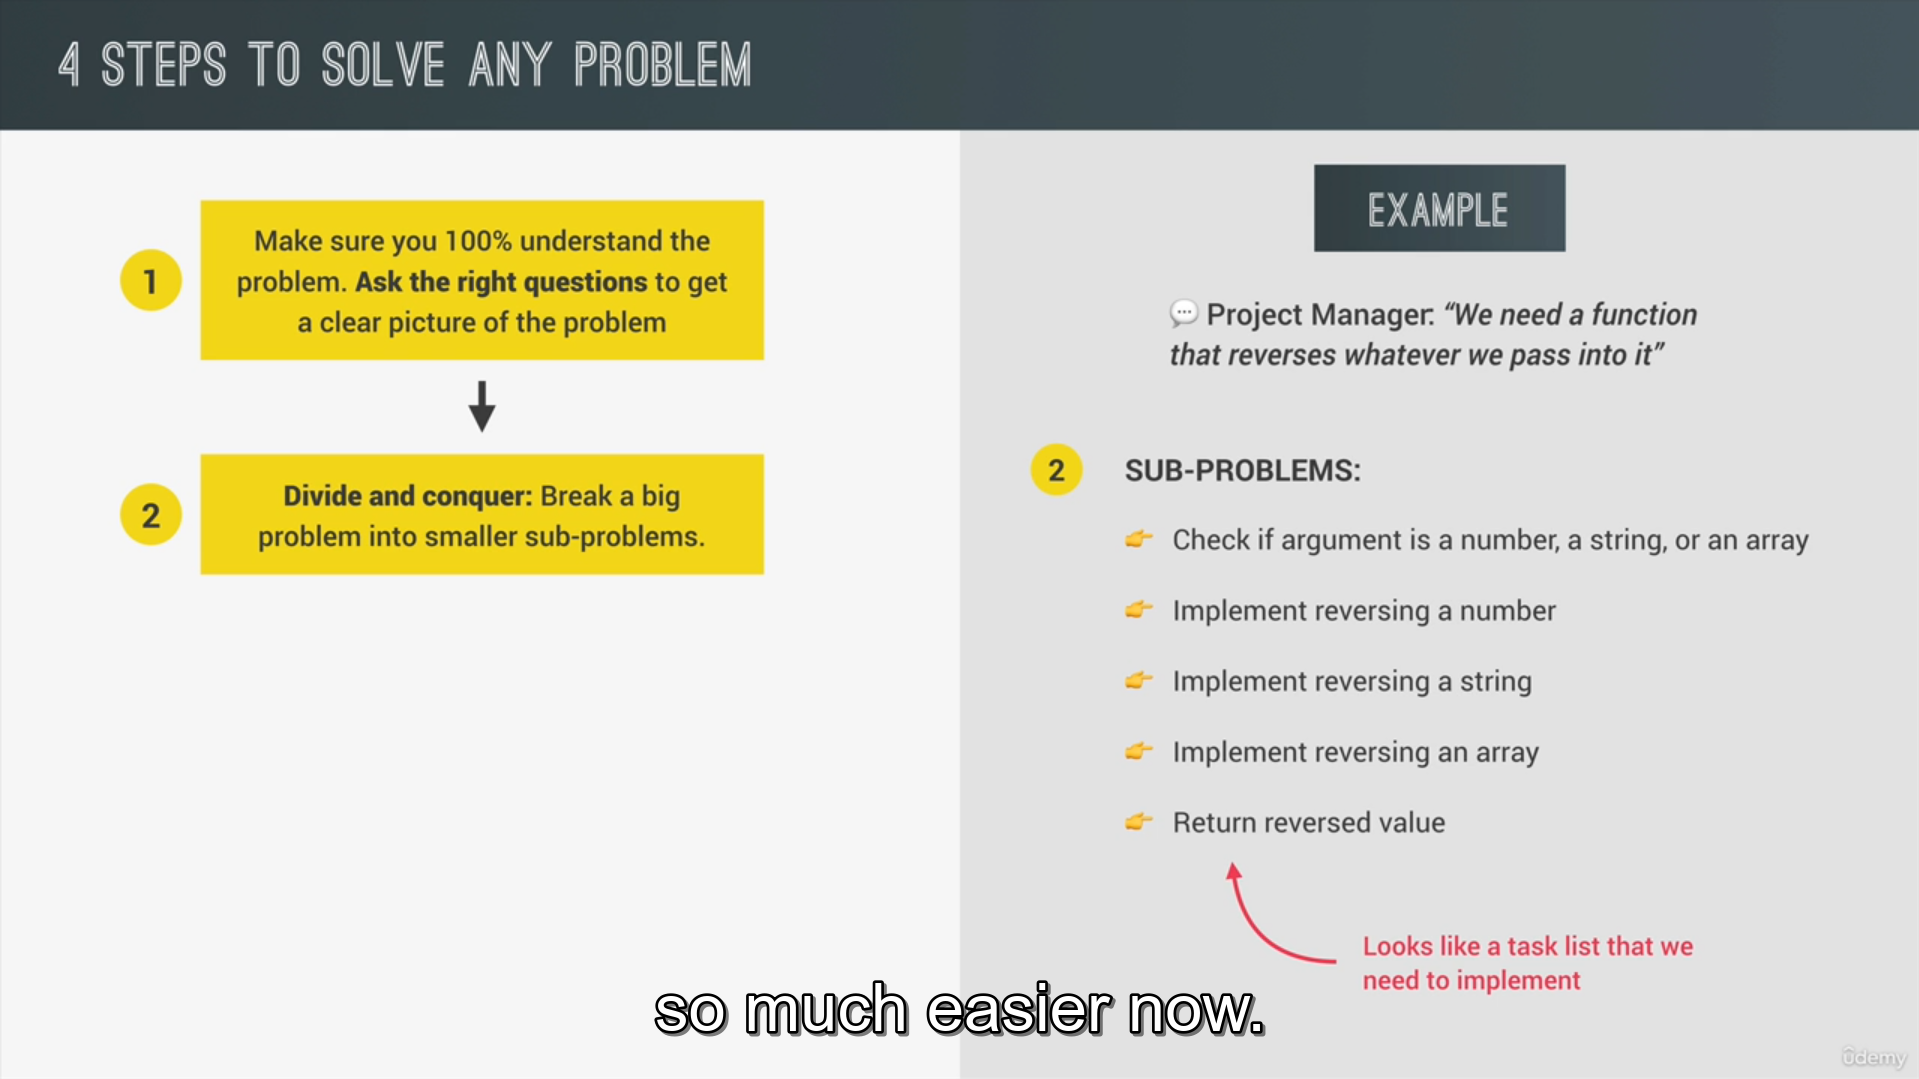 4 STEPS TO SOLVE ANY PROBLEM
1
Make sure you 100% understand the
problem. Ask the right questions to get
a clear picture of the problem
2
Divide and conquer: Break a big
problem into smaller sub-problems.
EXAMPLE
Project Manager: “We need a function
that reverses whatever we pass into it”
2
SUB-PROBLEMS:
Check if argument is a number, a string, or an array
Implement reversing a number
Implement reversing a string
Implement reversing an array
Return reversed value
Looks like a task list that we
need to implement
so much easier now.
ûdemy